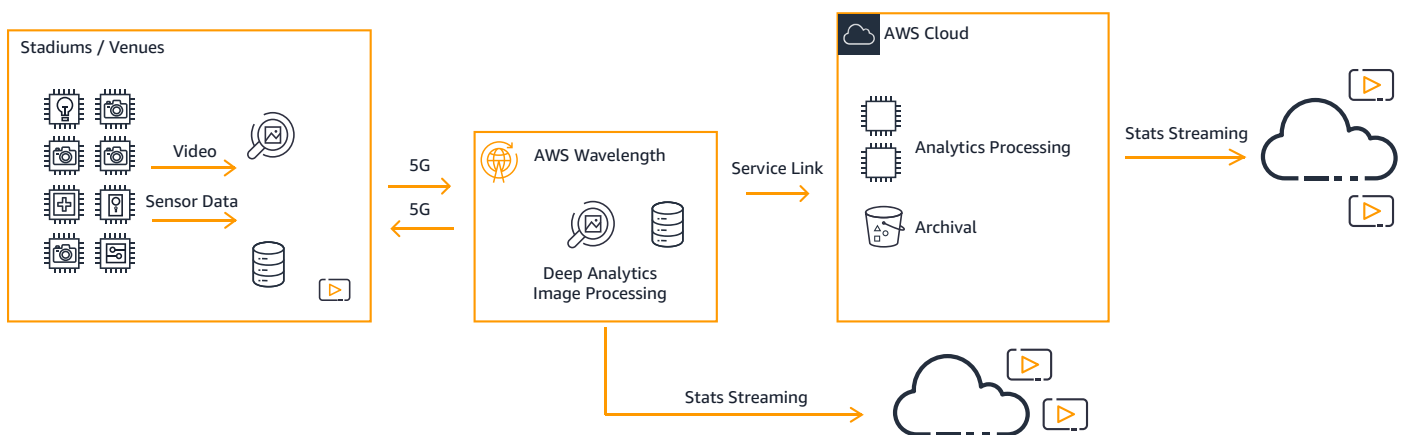 Stadiums / Venues
Video
Sensor Data
5G
5G
AWS Wavelength
Deep Analytics
Image Processing
Service Link
AWS Cloud
Analytics Processing
Archival
Stats Streaming
Stats Streaming